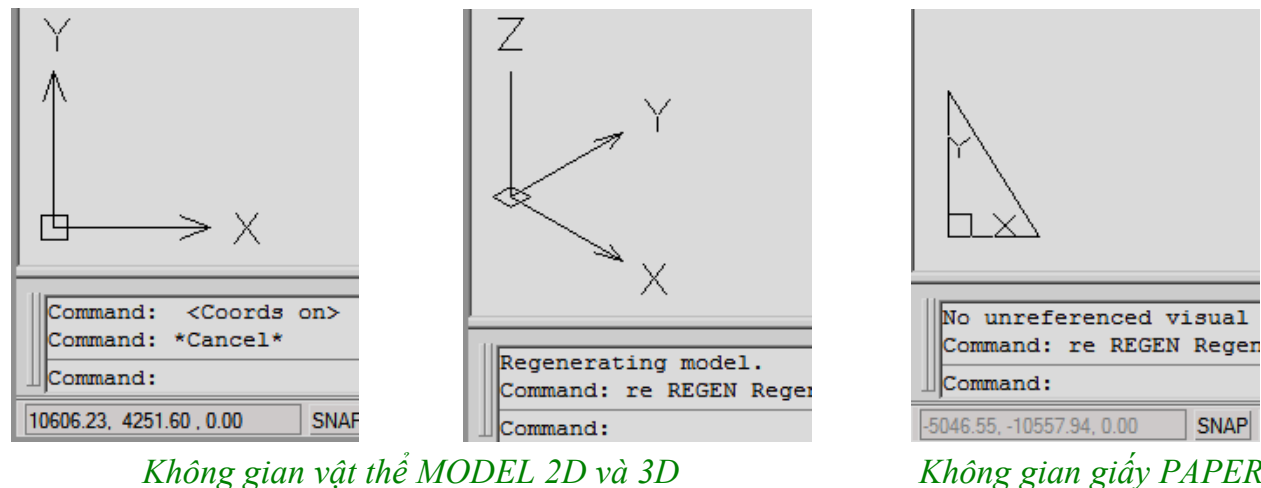 Y
X
Command:  <Coords on>
Command: *Cancel*
Command:
10606.23, 4251.60 , 0.00 SNAP
Z
Y
X
Regenerating model.
Command: re REGEN Regen
Command:
Y
X
No unreferenced visual
Command: re REGEN Regen
Command:
-5046.55, -10557.94, 0.00 SNAP
Không gian vật thể MODEL 2D và 3D
Không gian giấy PAPER